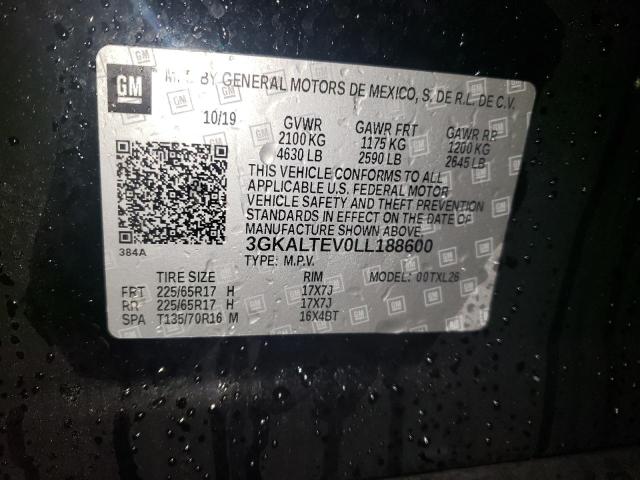 GM
MFD BY GENERAL MOTORS DE MEXICO, S. DE R.L. DE C.V.
10/19 GVWR GAWR FRT GAWR RR
2100 KG 1175 KG 1200 KG
4630 LB 2590 LB 2645 LB
THIS VEHICLE CONFORMS TO ALL
APPLICABLE U.S. FEDERAL MOTOR
VEHICLE SAFETY AND THEFT PREVENTION
STANDARDS IN EFFECT ON THE DATE OF
MANUFACTURE SHOWN ABOVE.
384A
3GKALTEV0LL188600
TYPE: M.P.V. MODEL: 00TXL26
TIRE SIZE RIM
FRT 225/65R17 H 17X7J
RR 225/65R17 H 17X7J
SPA T135/70R16 M 16X4BT